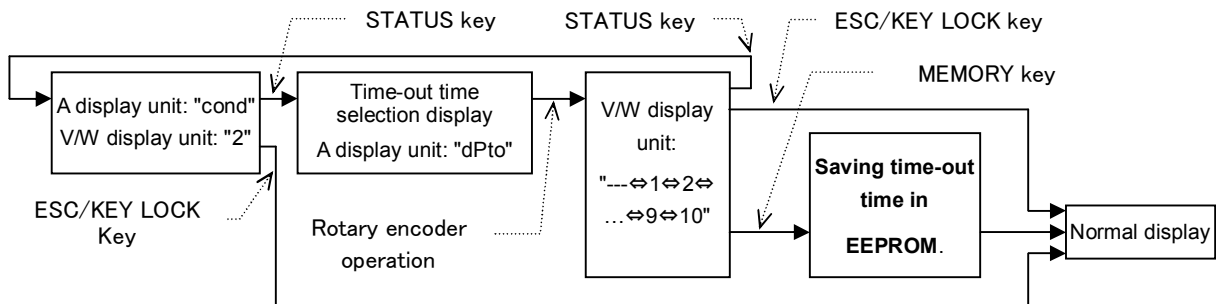 STATUS key
STATUS key
ESC/KEY LOCK key
MEMORY key
A display unit: "cond"
V/W display unit: "2"
Time-out time
selection display
A display unit: "dPto"
V/W display
unit:
"---⇔1⇔2⇔
…⇔9⇔10"
Saving time-out
time in
EEPROM.
Normal display
ESC/KEY LOCK
Key
Rotary encoder
operation